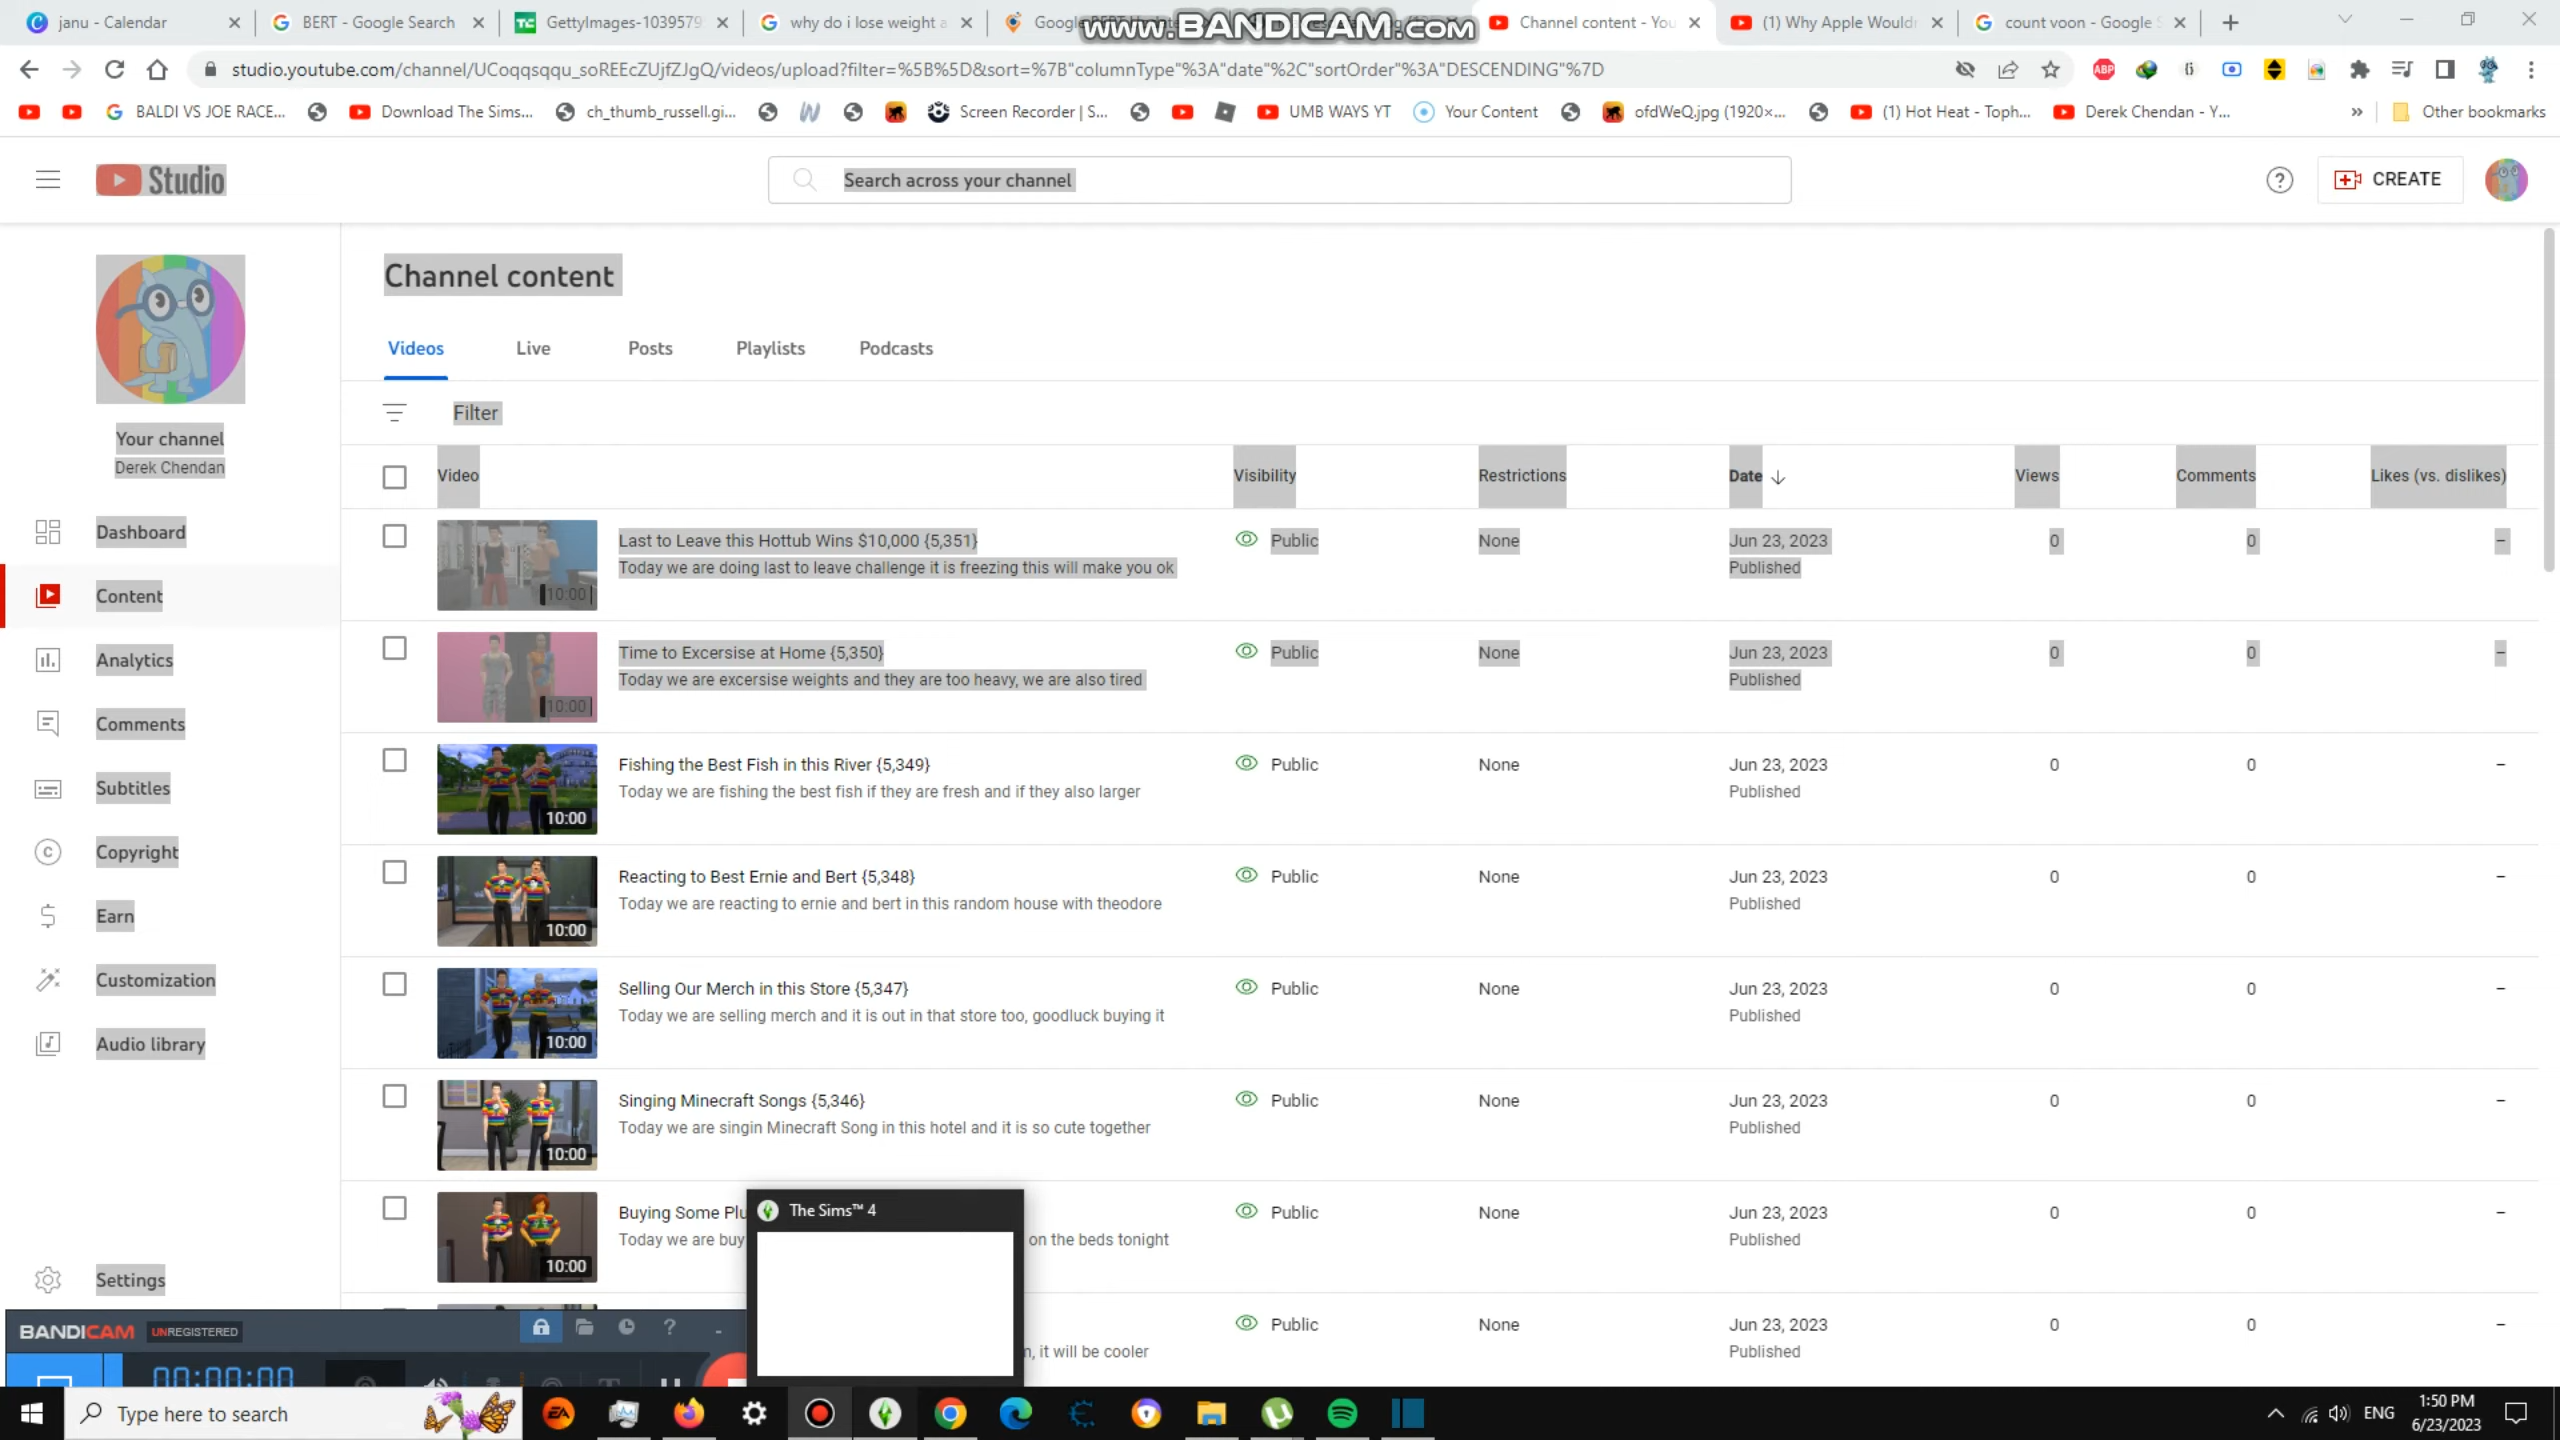 janu - Calendar
BERT - Google Search
GettyImages-10395795
why do i lose weight a
www.BANDICAM.com
Channel content - You
(1) Why Apple Wouldn
count voon - Google S
studio.youtube.com/channel/UCoqqsqqu_soREEcZUjfZJgQ/videos/upload?filter=%5B%5D&sort=%7B"columnType"%3A"date"%2C"sortOrder"%3A"DESCENDING"%7D
ABP
BALDI VS JOE RACE...
Download The Sims...
ch_thumb_russell.gi...
Screen Recorder | S...
UMB WAYS YT
Your Content
ofdWeQ.jpg (1920×...
(1) Hot Heat - Toph...
Derek Chendan - Y...
»
Other bookmarks
Studio
Search across your channel
CREATE
Channel content
Videos
Live
Posts
Playlists
Podcasts
Filter
Your channel
Derek Chendan
Dashboard
Content
Analytics
Comments
Subtitles
Copyright
Earn
Customization
Audio library
Settings
Video Visibility Restrictions Date Views Comments Likes (vs. dislikes)
Last to Leave this Hottub Wins $10,000 {5,351} Public None Jun 23, 2023 0 0 –
Today we are doing last to leave challenge it is freezing this will make you ok Published
10:00
Time to Excersise at Home {5,350} Public None Jun 23, 2023 0 0 –
Today we are excersise weights and they are too heavy, we are also tired Published
10:00
Fishing the Best Fish in this River {5,349} Public None Jun 23, 2023 0 0 –
Today we are fishing the best fish if they are fresh and if they also larger Published
10:00
Reacting to Best Ernie and Bert {5,348} Public None Jun 23, 2023 0 0 –
Today we are reacting to ernie and bert in this random house with theodore Published
10:00
Selling Our Merch in this Store {5,347} Public None Jun 23, 2023 0 0 –
Today we are selling merch and it is out in that store too, goodluck buying it Published
10:00
Singing Minecraft Songs {5,346} Public None Jun 23, 2023 0 0 –
Today we are singin Minecraft Song in this hotel and it is so cute together Published
10:00
Buying Some Plu Public None Jun 23, 2023 0 0 –
Today we are buy on the beds tonight Published
10:00
The Sims™ 4
Public None Jun 23, 2023 0 0 –
it will be cooler Published
BANDICAM UNREGISTERED
00:00:00
Type here to search
EA
ENG
1:50 PM
6/23/2023